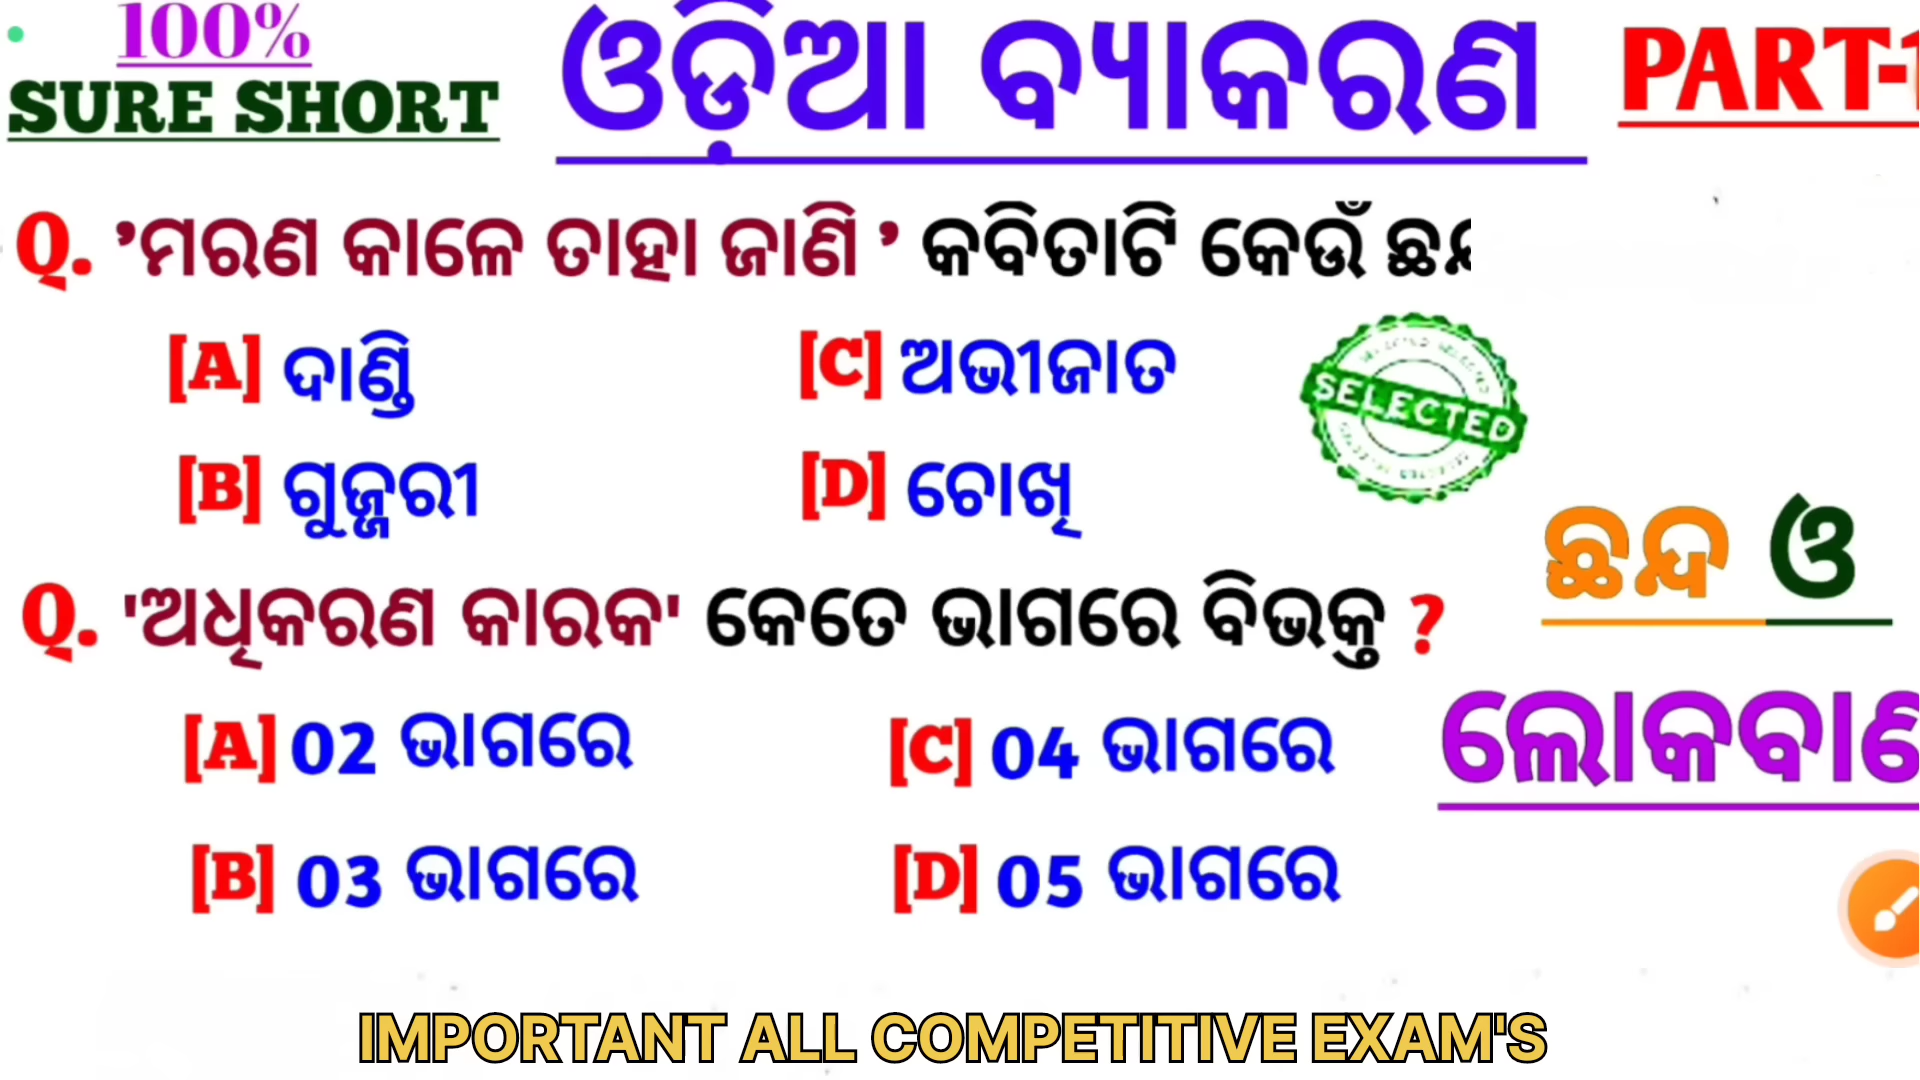 100%
SURE SHORT
ଓଡ଼ିଆ ବ୍ୟାକରଣ
PART-1
Q. ’ମରଣ କାଳେ ତାହା ଜାଣି ’ କବିତାଟି କେଉଁ
[A] ଦାଣ୍ଡି
[C] ଅଭୀଜାତ
[B] ଗୁଜ୍ଜରୀ
[D] ଚୋଖି
SELECTED
Q. 'ଅଧିକରଣ କାରକ' କେତେ ଭାଗରେ ବିଭକ୍ତ ?
ଛନ୍ଦ ଓ
[A] 02 ଭାଗରେ
[C] 04 ଭାଗରେ
[B] 03 ଭାଗରେ
[D] 05 ଭାଗରେ
IMPORTANT ALL COMPETITIVE EXAM'S